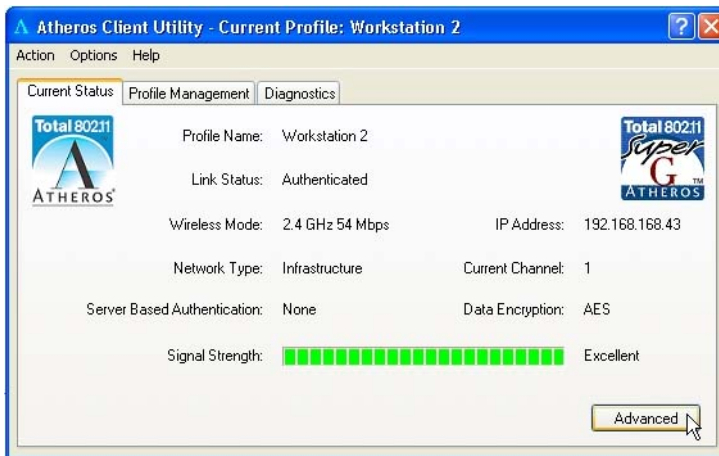 Atheros Client Utility - Current Profile: Workstation 2
Action Options Help
Current Status Profile Management Diagnostics
Total 802.11
ATHEROS®
Total 802.11
Super
G™
ATHEROS
Profile Name: Workstation 2
Link Status: Authenticated
Wireless Mode: 2.4 GHz 54 Mbps IP Address: 192.168.168.43
Network Type: Infrastructure Current Channel: 1
Server Based Authentication: None Data Encryption: AES
Signal Strength: Excellent
Advanced